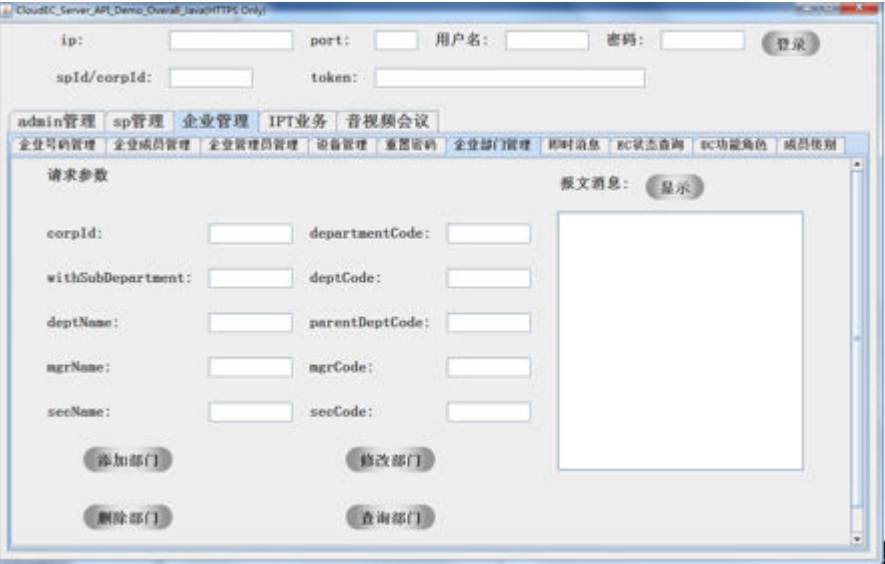 CloudEC_Server_API_Demo_Overall_Java(HTTPS Only)
ip: port: 用户名: 密码: 登录
spId/corpId: token:
admin管理 sp管理 企业管理 IPT业务 音视频会议
企业号码管理 企业成员管理 企业管理员管理 设备管理 重置密码 企业部门管理 即时消息 EC状态查询 EC功能角色 成员级别
请求参数 报文消息: 显示
corpId: departmentCode:
withSubDepartment: deptCode:
deptName: parentDeptCode:
mgrName: mgrCode:
secName: secCode:
添加部门 修改部门
删除部门 查询部门